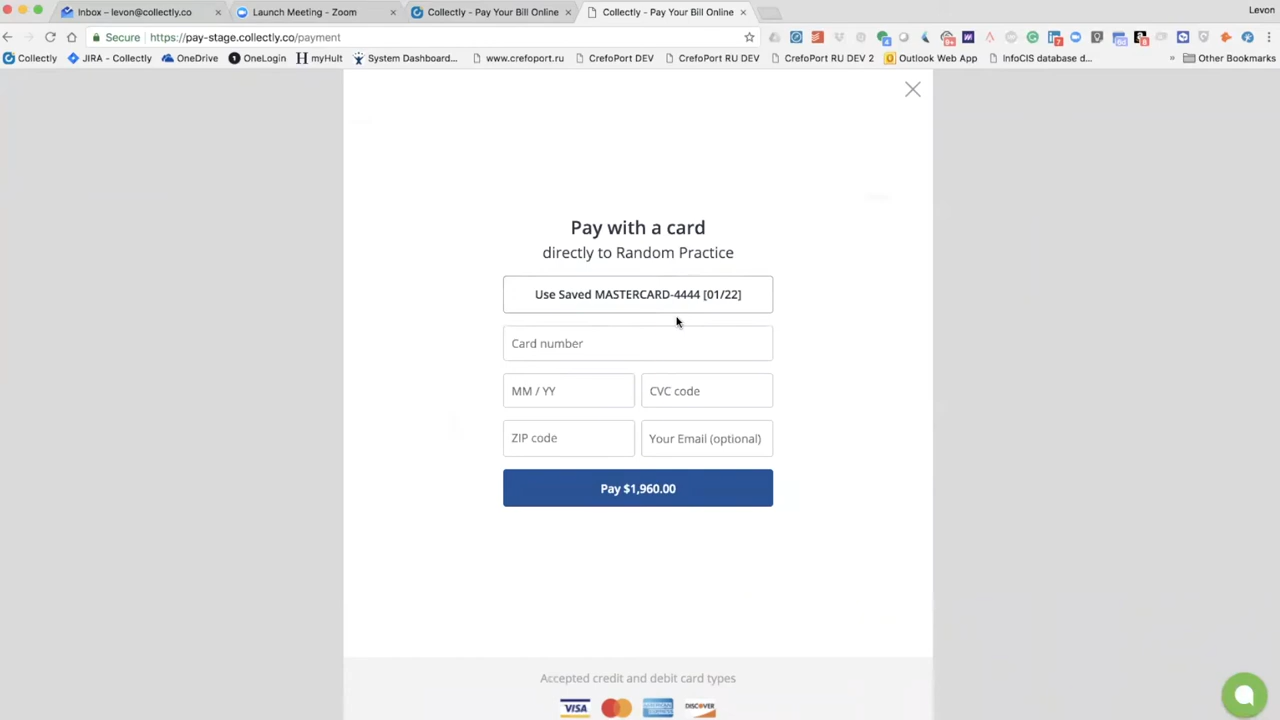 Inbox – levon@collectly.co
Launch Meeting - Zoom
Collectly - Pay Your Bill Online
Collectly - Pay Your Bill Online
Levon
Secure
https://pay-stage.collectly.co/payment
Collectly
JIRA - Collectly
OneDrive
OneLogin
myHult
System Dashboard...
www.crefoport.ru
CrefoPort DEV
CrefoPort RU DEV
CrefoPort RU DEV 2
Outlook Web App
InfoCIS database d...
»
Other Bookmarks
Pay with a card
directly to Random Practice
Use Saved MASTERCARD-4444 [01/22]
Card number
MM / YY
CVC code
ZIP code
Your Email (optional)
Pay $1,960.00
Accepted credit and debit card types
VISA
DISCOVER